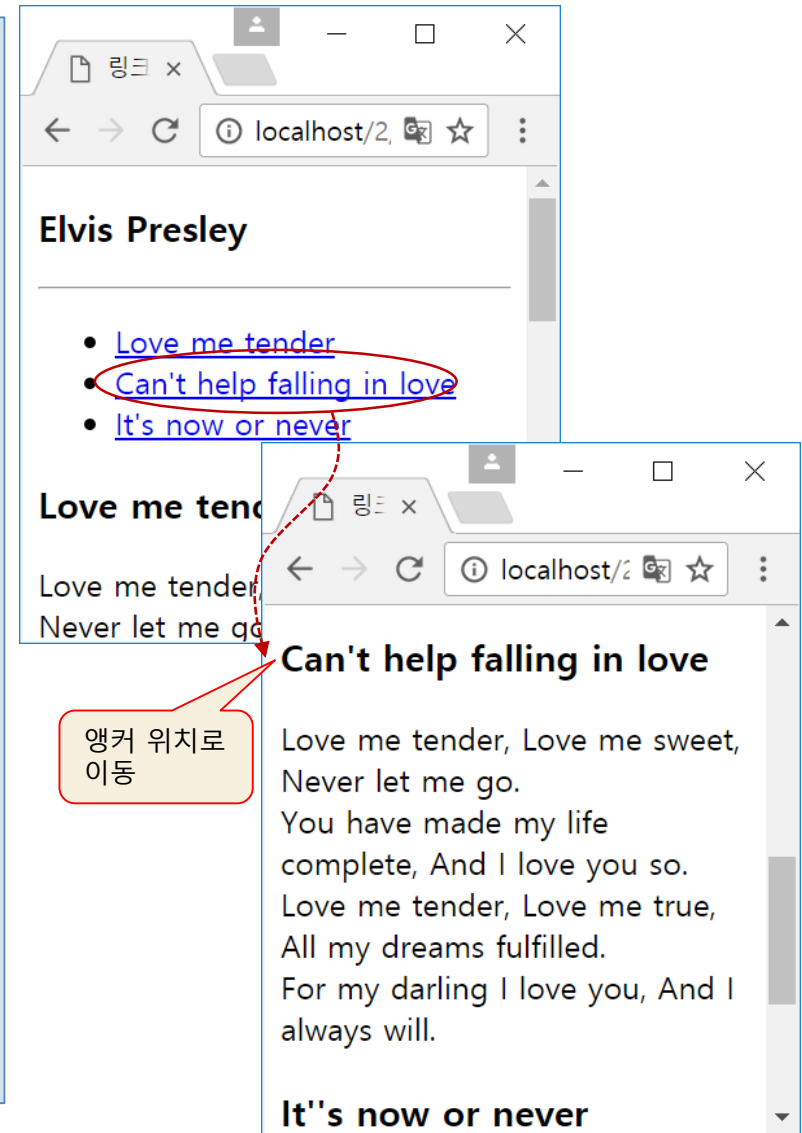 링크
localhost/2,
Elvis Presley
Love me tender
Can't help falling in love
It's now or never
Love me tend
Love me tender,
Never let me go
링크
localhost/2
Can't help falling in love
앵커 위치로
이동
Love me tender, Love me sweet,
Never let me go.
You have made my life
complete, And I love you so.
Love me tender, Love me true,
All my dreams fulfilled.
For my darling I love you, And I
always will.
It''s now or never